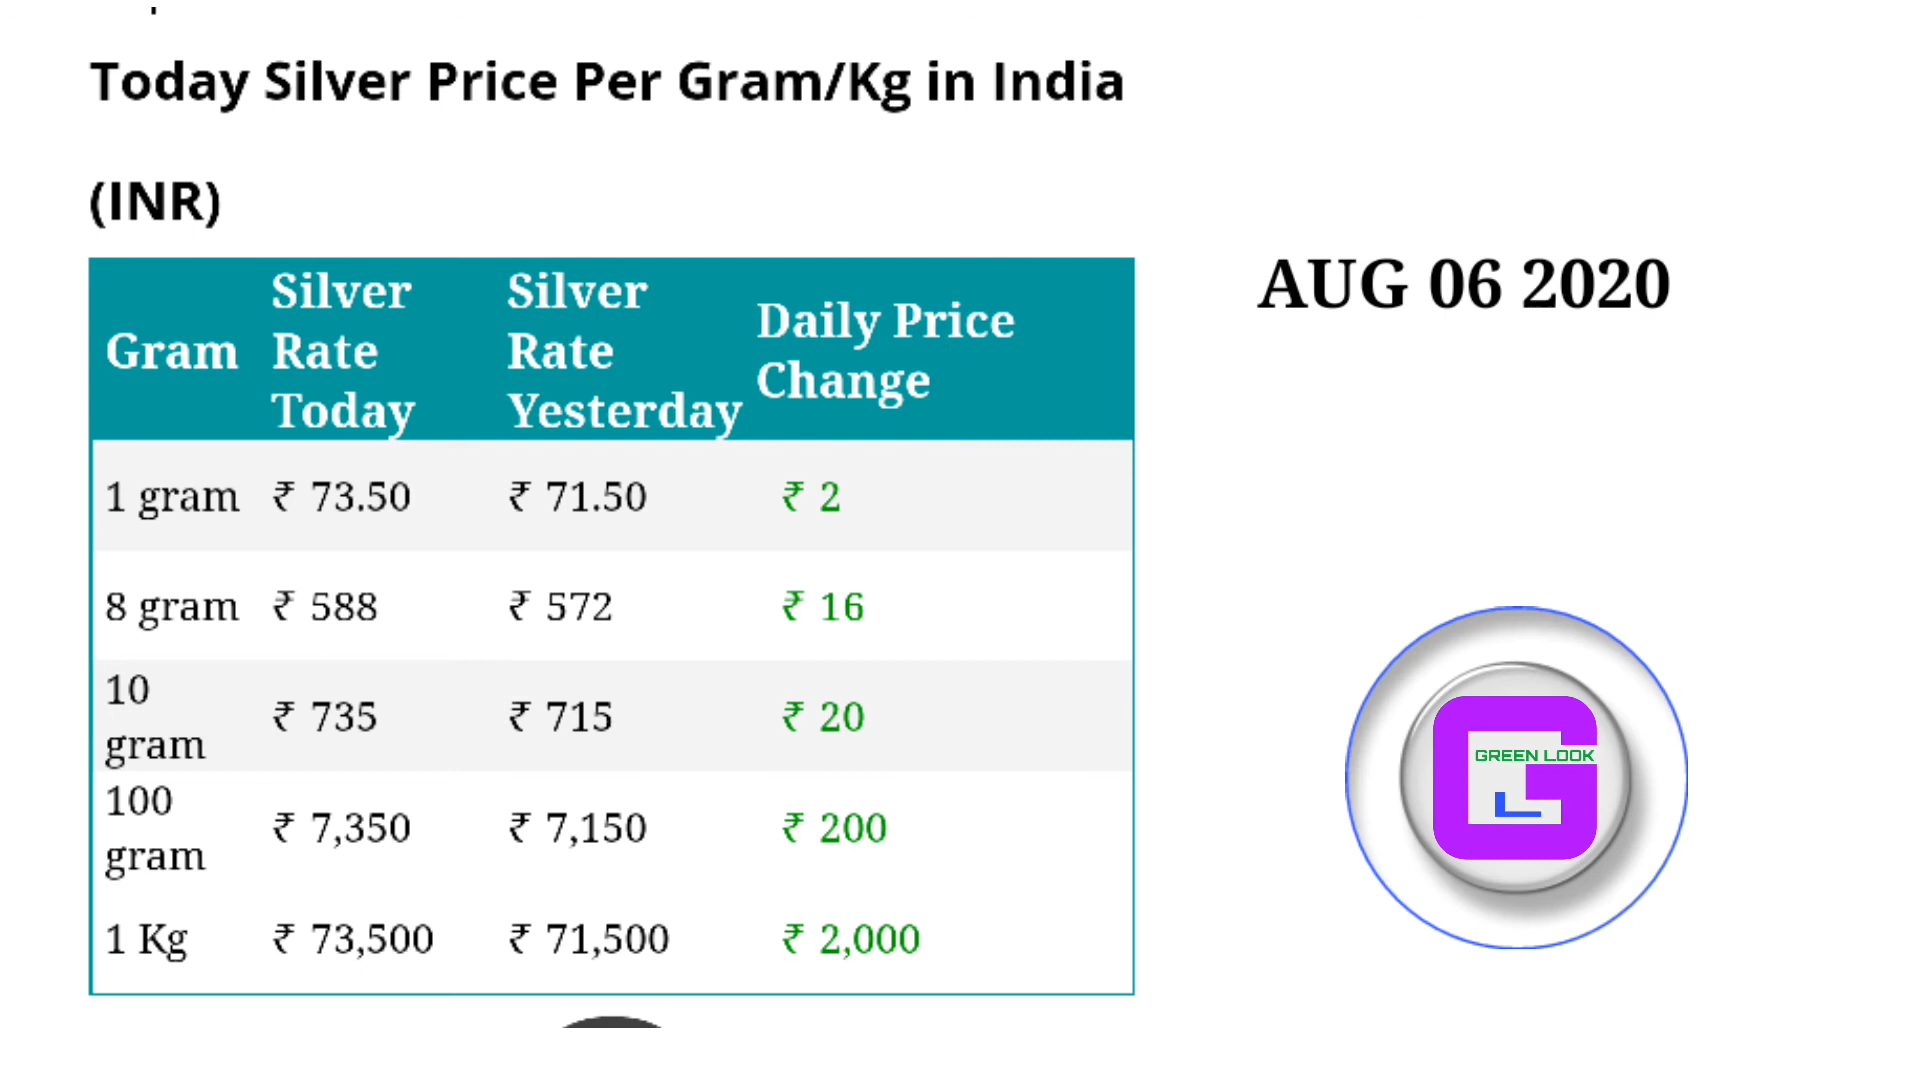 Today Silver Price Per Gram/Kg in India
(INR)
AUG 06 2020
Gram Silver Rate Today Silver Rate Yesterday Daily Price Change
1 gram ₹ 73.50 ₹ 71.50 ₹ 2
8 gram ₹ 588 ₹ 572 ₹ 16
10 gram ₹ 735 ₹ 715 ₹ 20
100 gram ₹ 7,350 ₹ 7,150 ₹ 200
1 Kg ₹ 73,500 ₹ 71,500 ₹ 2,000
GREEN LOOK